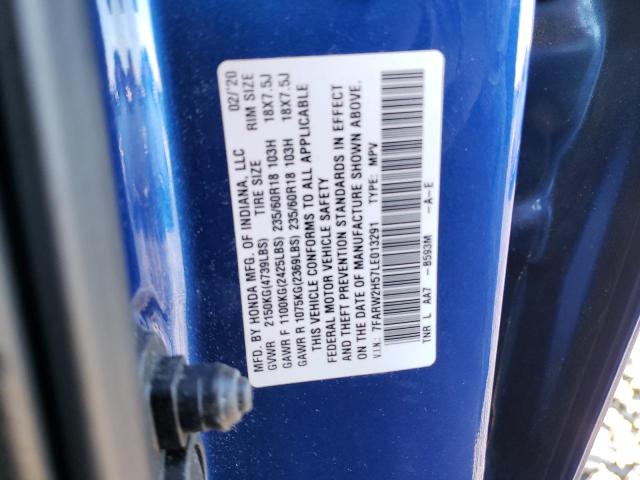 MFD. BY HONDA MFG. OF INDIANA, LLC 02/'20
TIRE SIZE RIM SIZE
GVWR 2150KG(4739LBS)
GAWR F 1100KG(2425LBS) 235/60R18 103H 18X7.5J
GAWR R 1075KG(2369LBS) 235/60R18 103H 18X7.5J
THIS VEHICLE CONFORMS TO ALL APPLICABLE
FEDERAL MOTOR VEHICLE SAFETY
AND THEFT PREVENTION STANDARDS IN EFFECT
ON THE DATE OF MANUFACTURE SHOWN ABOVE.
V.I.N.: 7FARW2H57LE013291 TYPE: MPV
TNR L AA7 -B593M -A-E